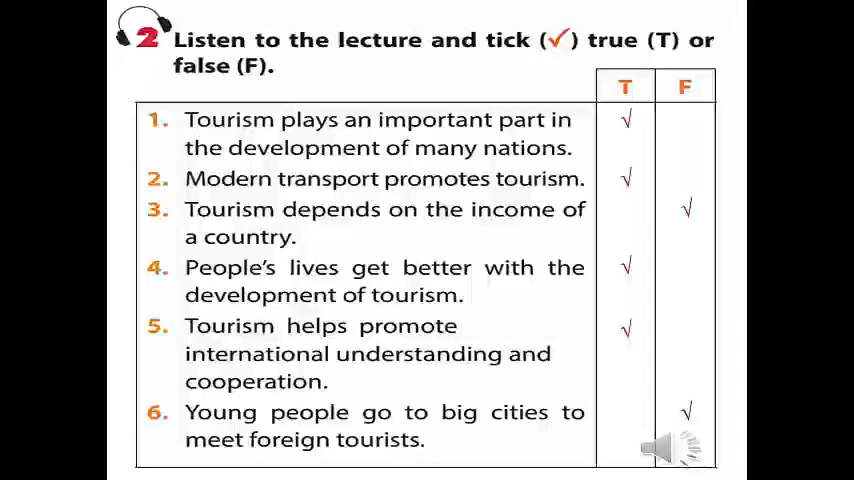 2 Listen to the lecture and tick (√) true (T) or
false (F).
T F
1. Tourism plays an important part in √
the development of many nations.
2. Modern transport promotes tourism. √
3. Tourism depends on the income of √
a country.
4. People's lives get better with the √
development of tourism.
5. Tourism helps promote √
international understanding and
cooperation.
6. Young people go to big cities to √
meet foreign tourists.